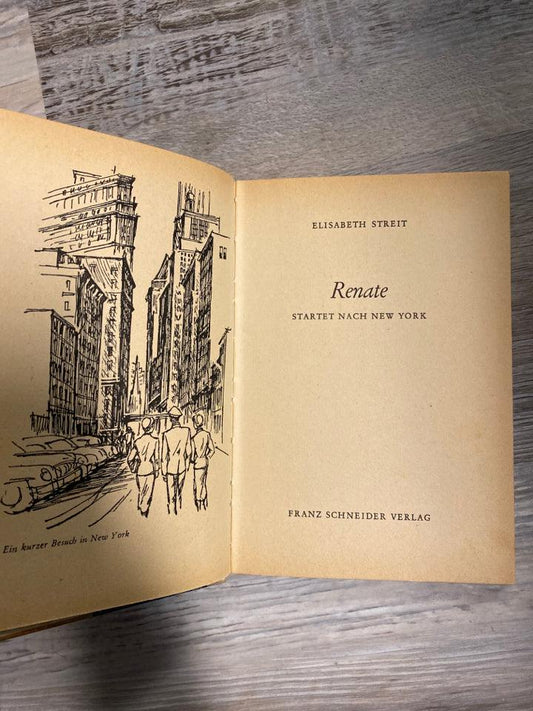 Ein kurzer Besuch in New York
ELISABETH STREIT
Renate
STARTET NACH NEW YORK
FRANZ SCHNEIDER VERLAG